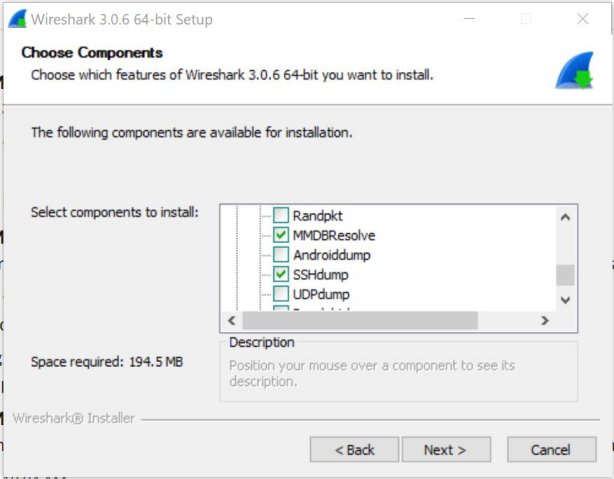 Wireshark 3.0.6 64-bit Setup
Choose Components
Choose which features of Wireshark 3.0.6 64-bit you want to install.
The following components are available for installation.
Select components to install:
Randpkt
MMDBResolve
Androiddump
SSHdump
UDPdump
Space required: 194.5 MB
Description
Position your mouse over a component to see its
description.
Wireshark® Installer
< Back
Next >
Cancel